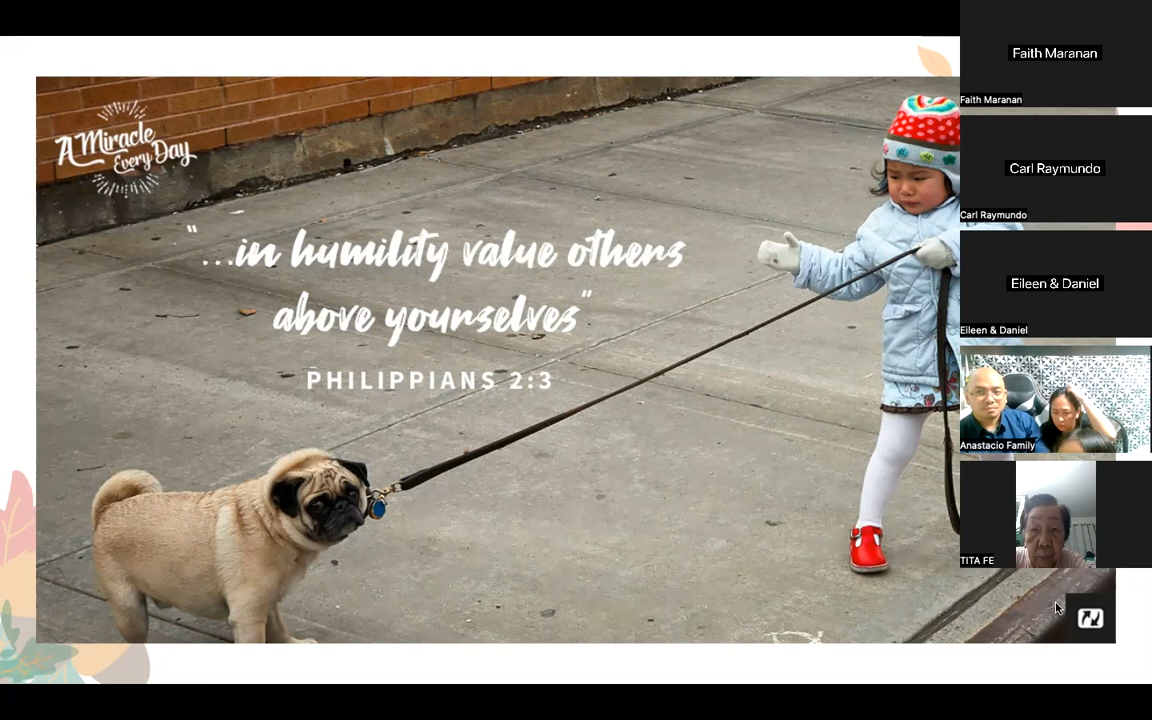 A Miracle
Every Day
"...in humility value others
above yourselves"
PHILIPPIANS 2:3
Faith Maranan
Faith Maranan
Carl Raymundo
Carl Raymundo
Eileen & Daniel
Eileen & Daniel
Anastacio Family
TITA FE